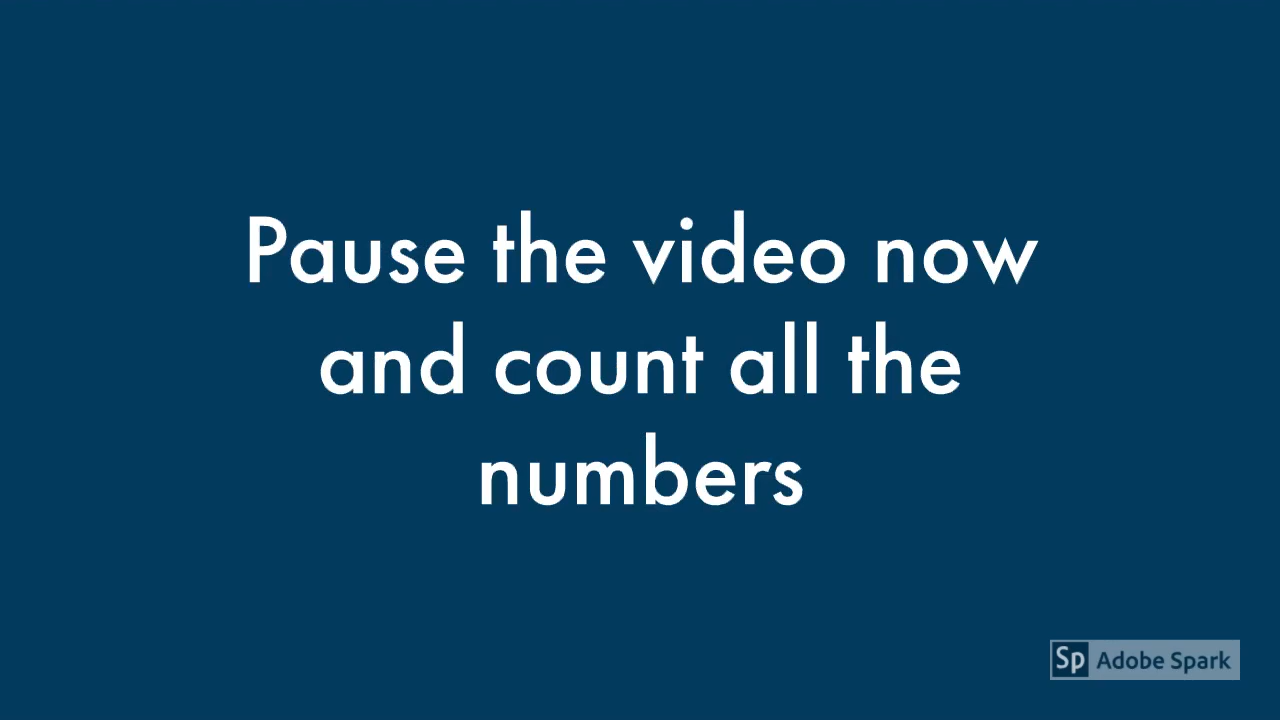 Pause the video now
and count all the
numbers
Sp Adobe Spark